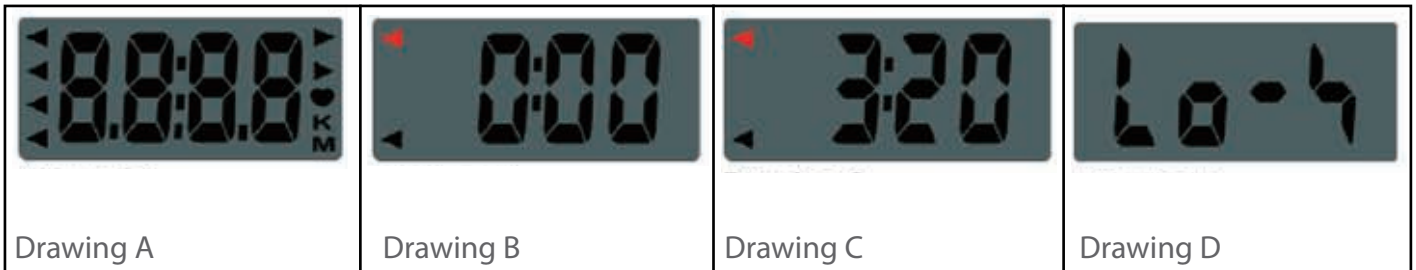 8.8:8.8
K
M
0:00
3:20
Lo-4
Drawing A
Drawing B
Drawing C
Drawing D